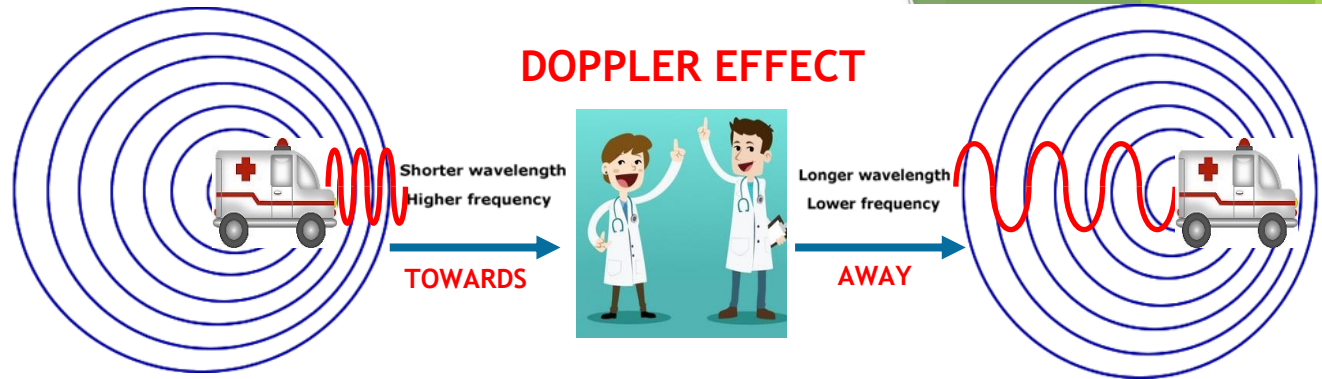 DOPPLER EFFECT
Shorter wavelength
Higher frequency
TOWARDS
Longer wavelength
Lower frequency
AWAY